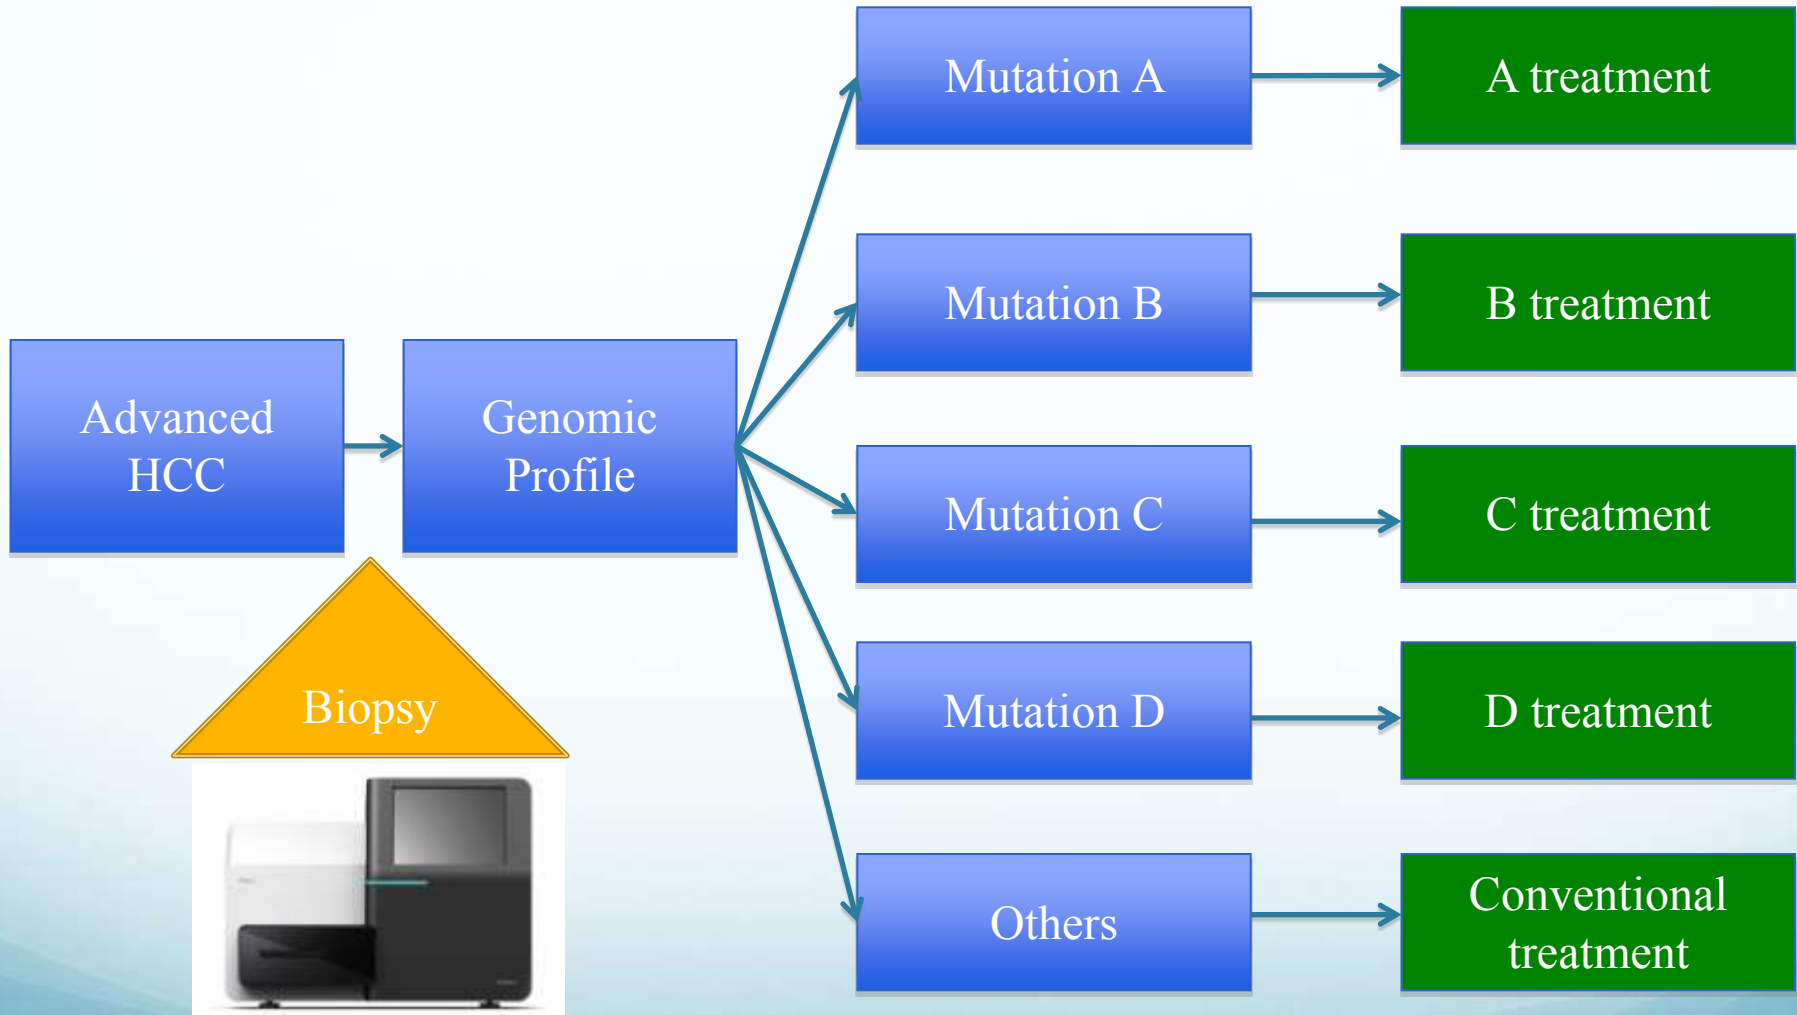 Advanced
HCC
Genomic
Profile
Biopsy
Mutation A
A treatment
Mutation B
B treatment
Mutation C
C treatment
Mutation D
D treatment
Others
Conventional
treatment